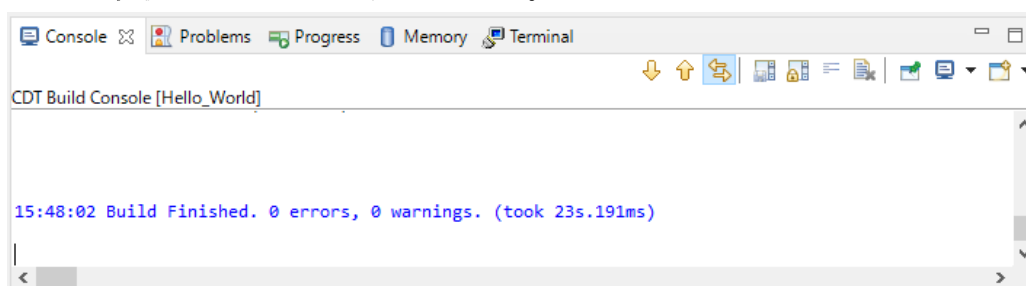 Console Problems Progress Memory Terminal
CDT Build Console [Hello_World]
15:48:02 Build Finished. 0 errors, 0 warnings. (took 23s.191ms)